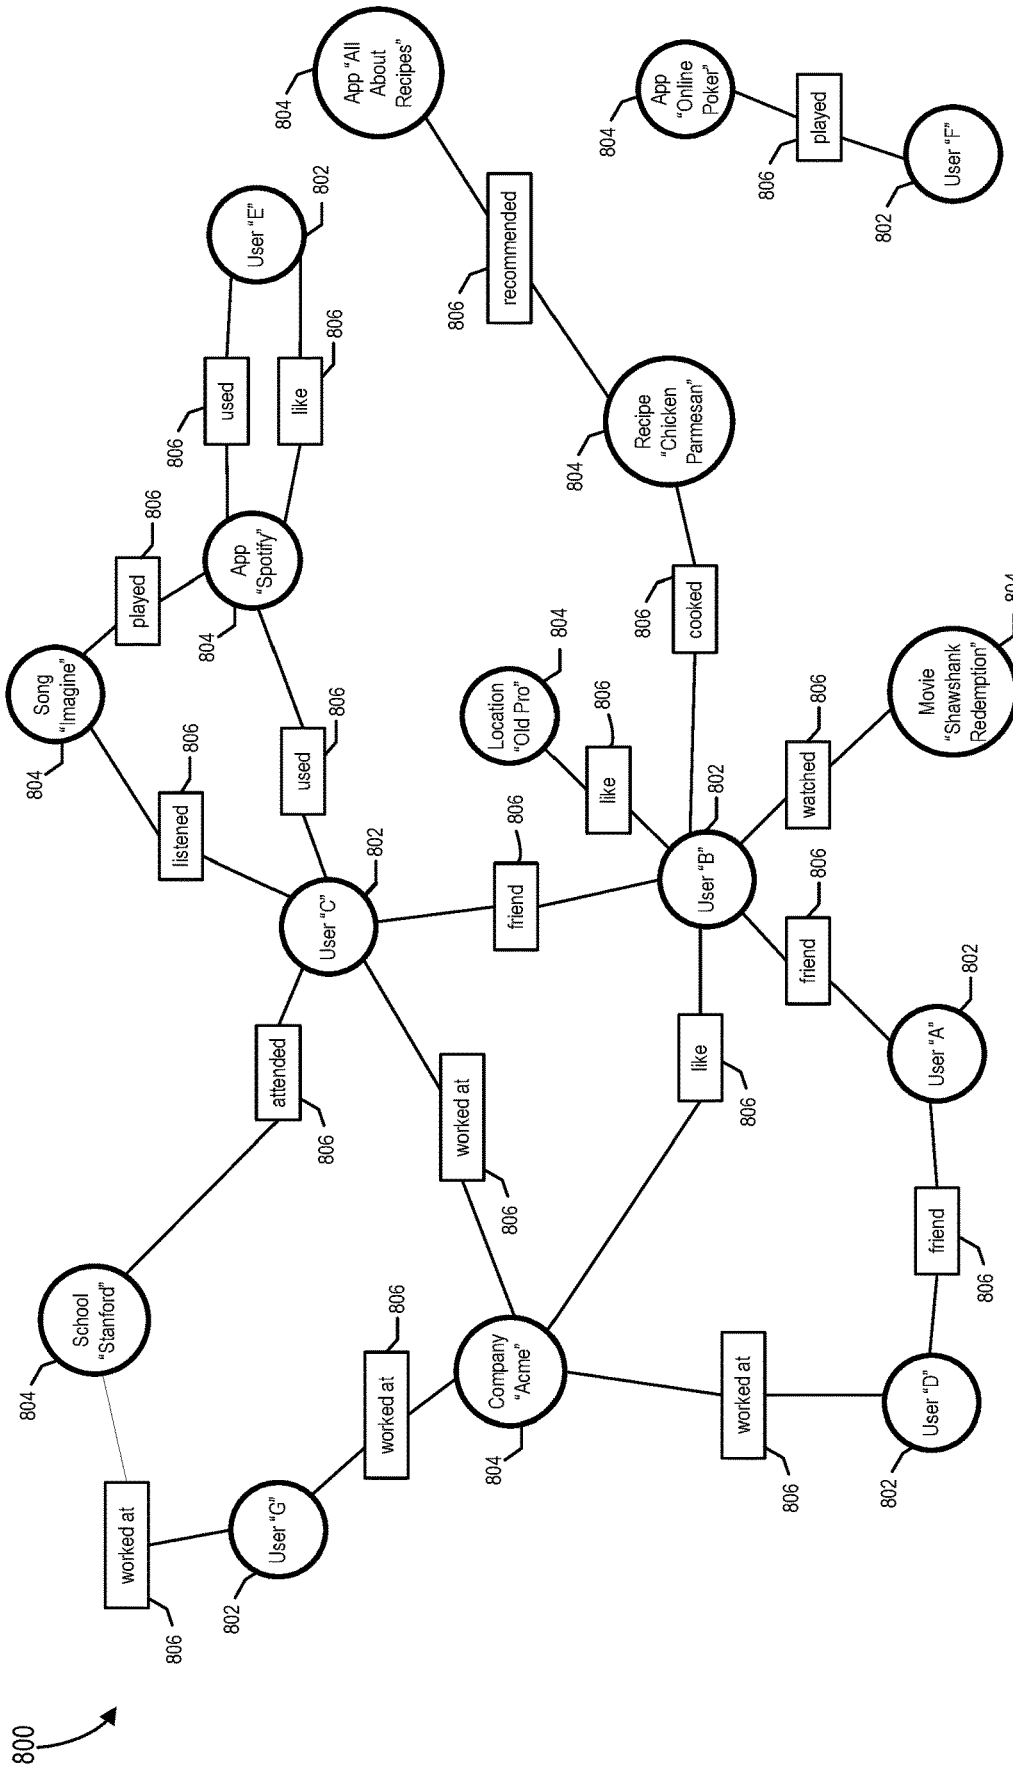 800
804
804
Song
"Imagine"
School
"Stanford"
worked at
played
806
806
listened
806
806
804
used
802
App
"Spotify"
User "E"
User "G"
attended
804
like
used
802
806
806
806
User "C"
App "All
About
Recipes"
802
worked at
806
worked at
806
804
Company
"Acme"
806
friend
806
Location
"Old Pro"
recommended
804
804
806
like
804
806
Recipe
"Chicken
Parmesan"
App
"Online
Poker"
like
User "B"
802
cooked
worked at
806
806
806
friend
806
watched
806
played
802
802
User "D"
friend
User "A"
802
Movie
"Shawshank
Redemption"
User "F"
806
804